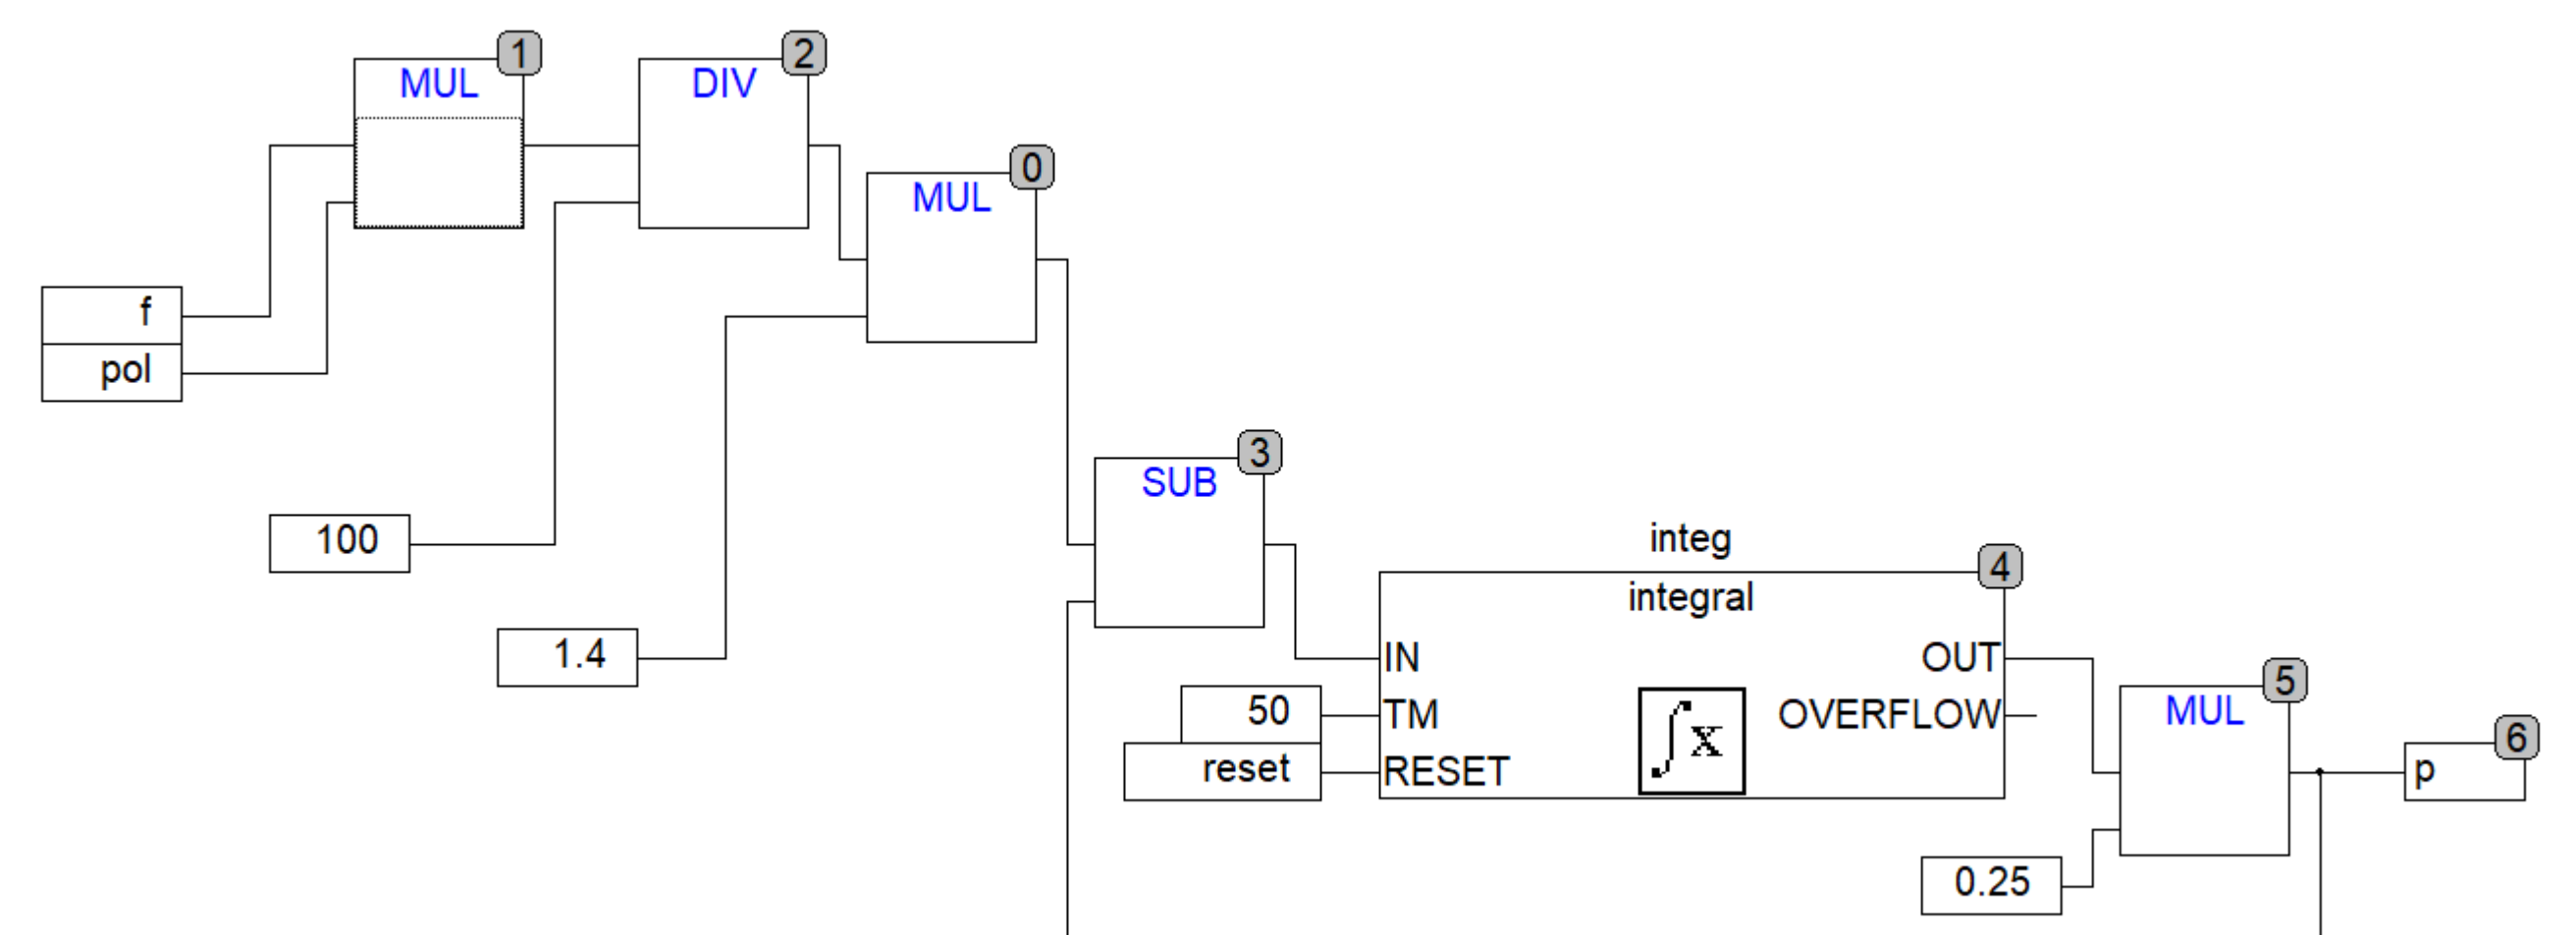 1
MUL
2
DIV
0
MUL
f
pol
3
SUB
100
integ
4
integral
1.4
IN
OUT
50
TM
OVERFLOW
5
MUL
reset
RESET
∫x
6
p
0.25